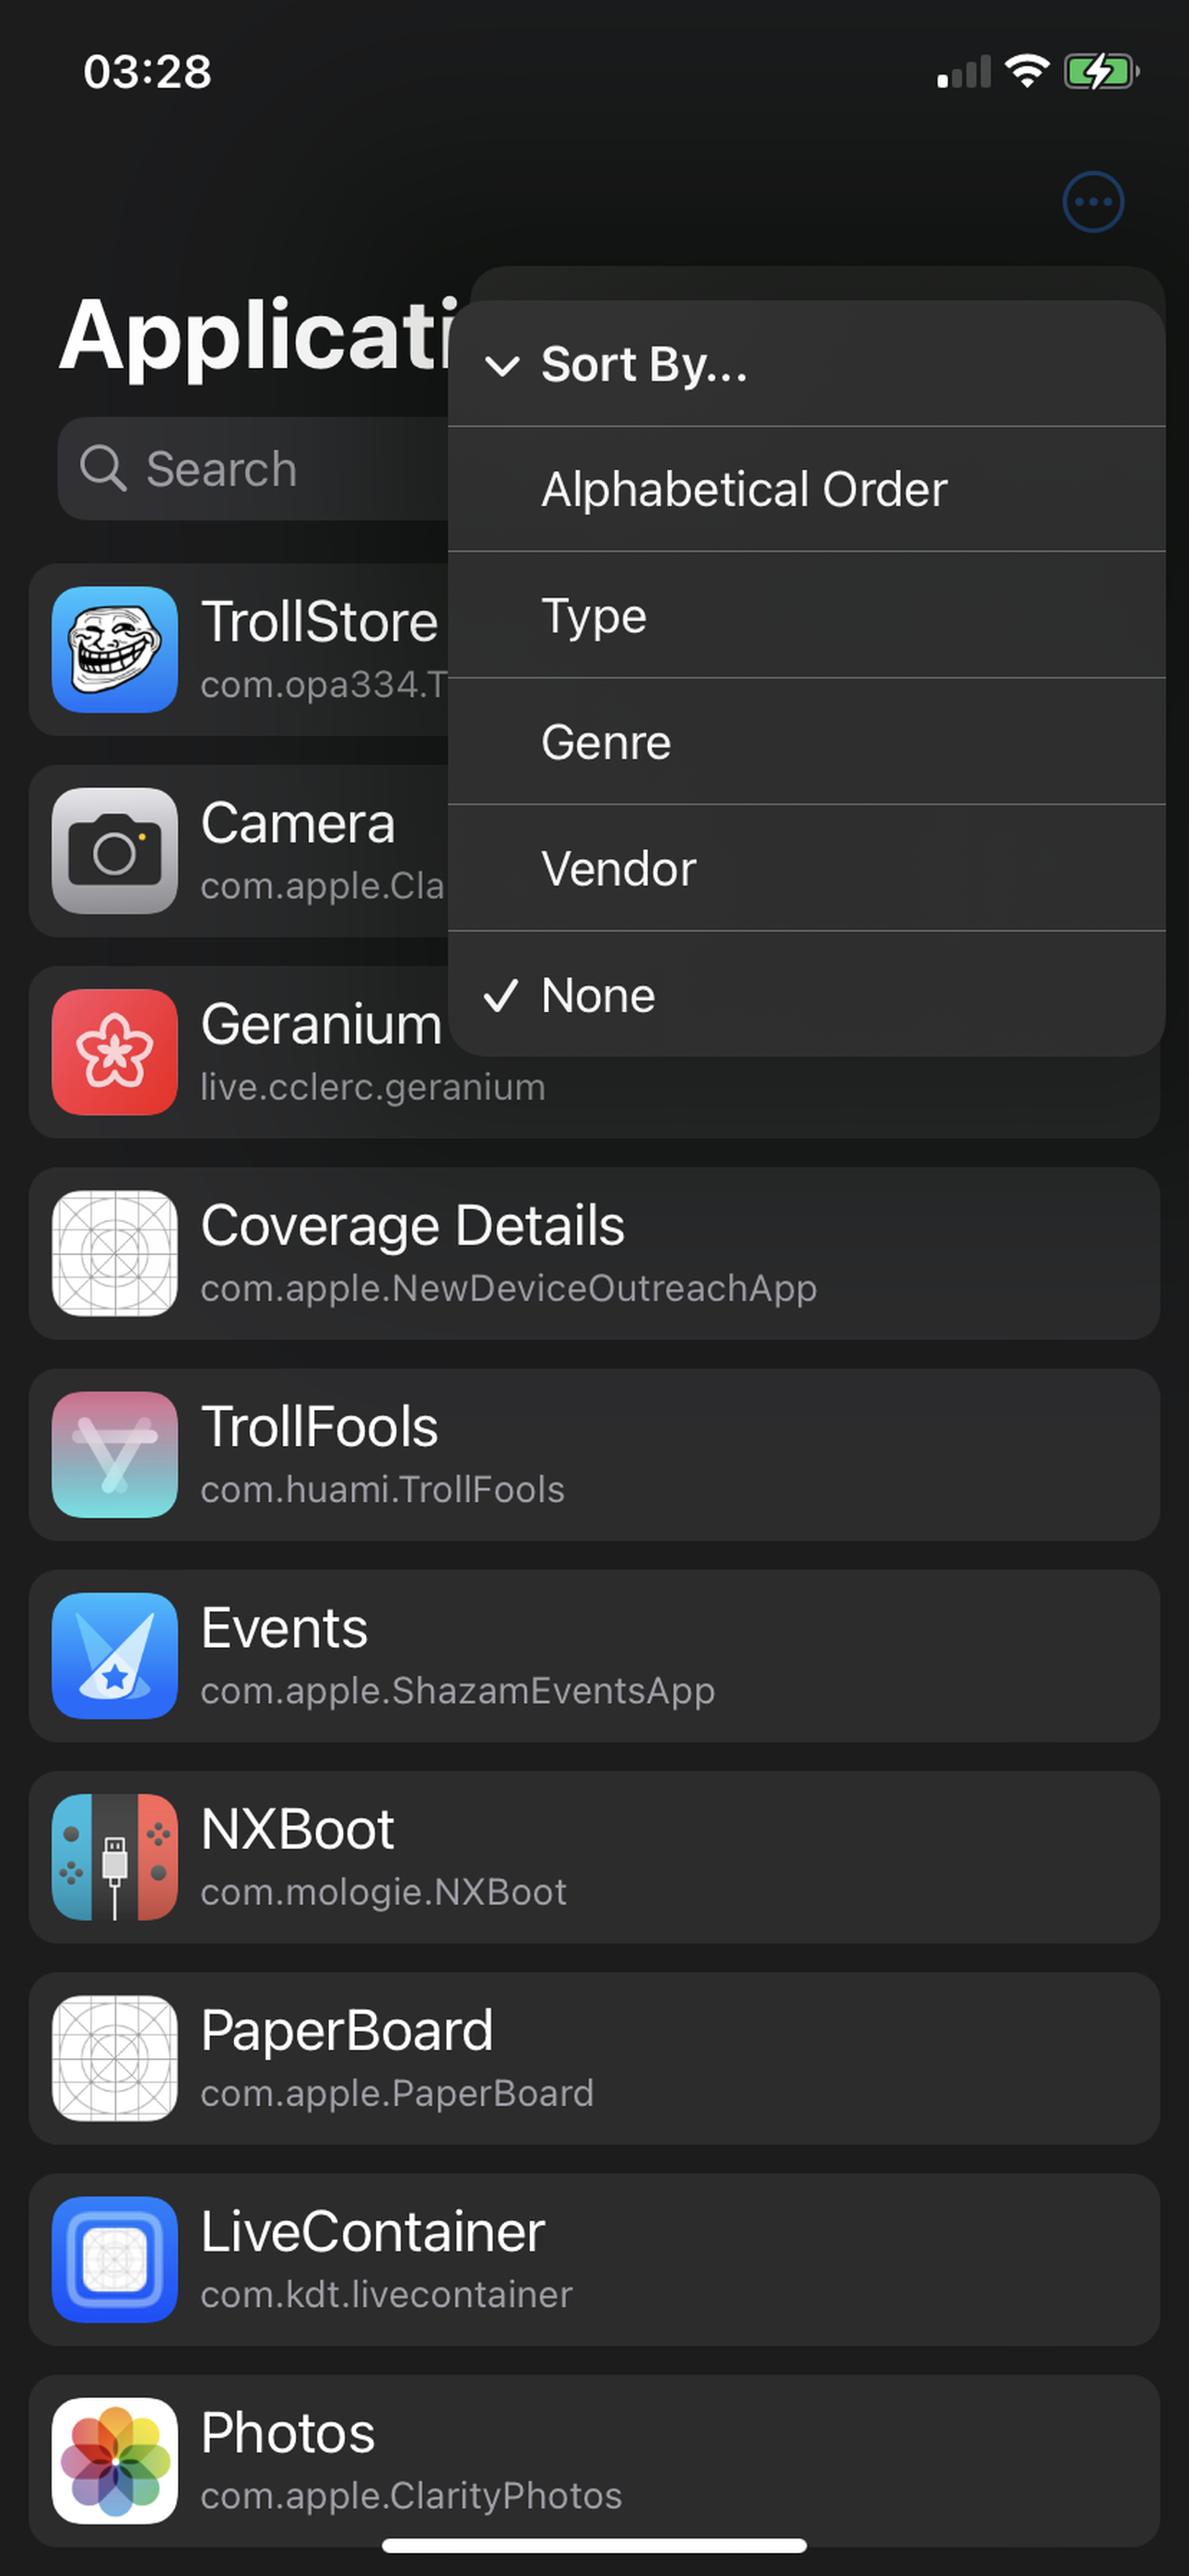 03:28
Applicati
Search
Sort By...
Alphabetical Order
Type
Genre
Vendor
None
TrollStore
com.opa334.T
Camera
com.apple.Cla
Geranium
live.cclerc.geranium
Coverage Details
com.apple.NewDeviceOutreachApp
TrollFools
com.huami.TrollFools
Events
com.apple.ShazamEventsApp
NXBoot
com.mologie.NXBoot
PaperBoard
com.apple.PaperBoard
LiveContainer
com.kdt.livecontainer
Photos
com.apple.ClarityPhotos